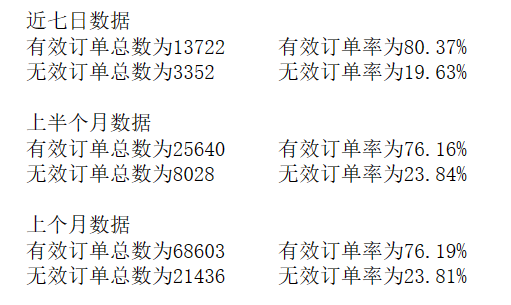 近七日数据
有效订单总数为13722 有效订单率为80.37%
无效订单总数为3352 无效订单率为19.63%
上半个月数据
有效订单总数为25640 有效订单率为76.16%
无效订单总数为8028 无效订单率为23.84%
上个月数据
有效订单总数为68603 有效订单率为76.19%
无效订单总数为21436 无效订单率为23.81%